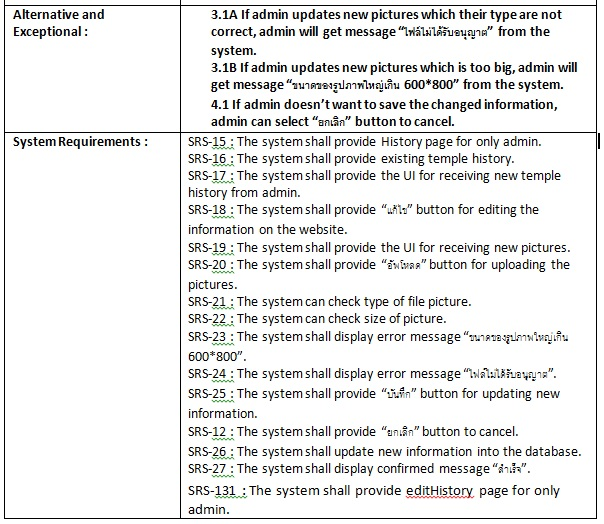 Alternative and
Exceptional :
3.1A If admin updates new pictures which their type are not
correct, admin will get message “ไฟล์ไม่ได้รับอนุญาต” from the
system.
3.1B If admin updates new pictures which is too big, admin will
get message “ขนาดของรูปภาพใหญ่เกิน 600*800” from the system.
4.1 If admin doesn’t want to save the changed information,
admin can select “ยกเลิก” button to cancel.
System Requirements :
SRS-15 : The system shall provide History page for only admin.
SRS-16 : The system shall provide existing temple history.
SRS-17 : The system shall provide the UI for receiving new temple
history from admin.
SRS-18 : The system shall provide “แก้ไข” button for editing the
information on the website.
SRS-19 : The system shall provide the UI for receiving new pictures.
SRS-20 : The system shall provide “อัพโหลด” button for uploading the
pictures.
SRS-21 : The system can check type of file picture.
SRS-22 : The system can check size of picture.
SRS-23 : The system shall display error message “ขนาดของรูปภาพใหญ่เกิน
600*800”.
SRS-24 : The system shall display error message “ไฟล์ไม่ได้รับอนุญาต”.
SRS-25 : The system shall provide “บันทึก” button for updating new
information.
SRS-12 : The system shall provide “ยกเลิก” button to cancel.
SRS-26 : The system shall update new information into the database.
SRS-27 : The system shall display confirmed message “สำเร็จ”.
SRS-131 : The system shall provide editHistory page for only
admin.